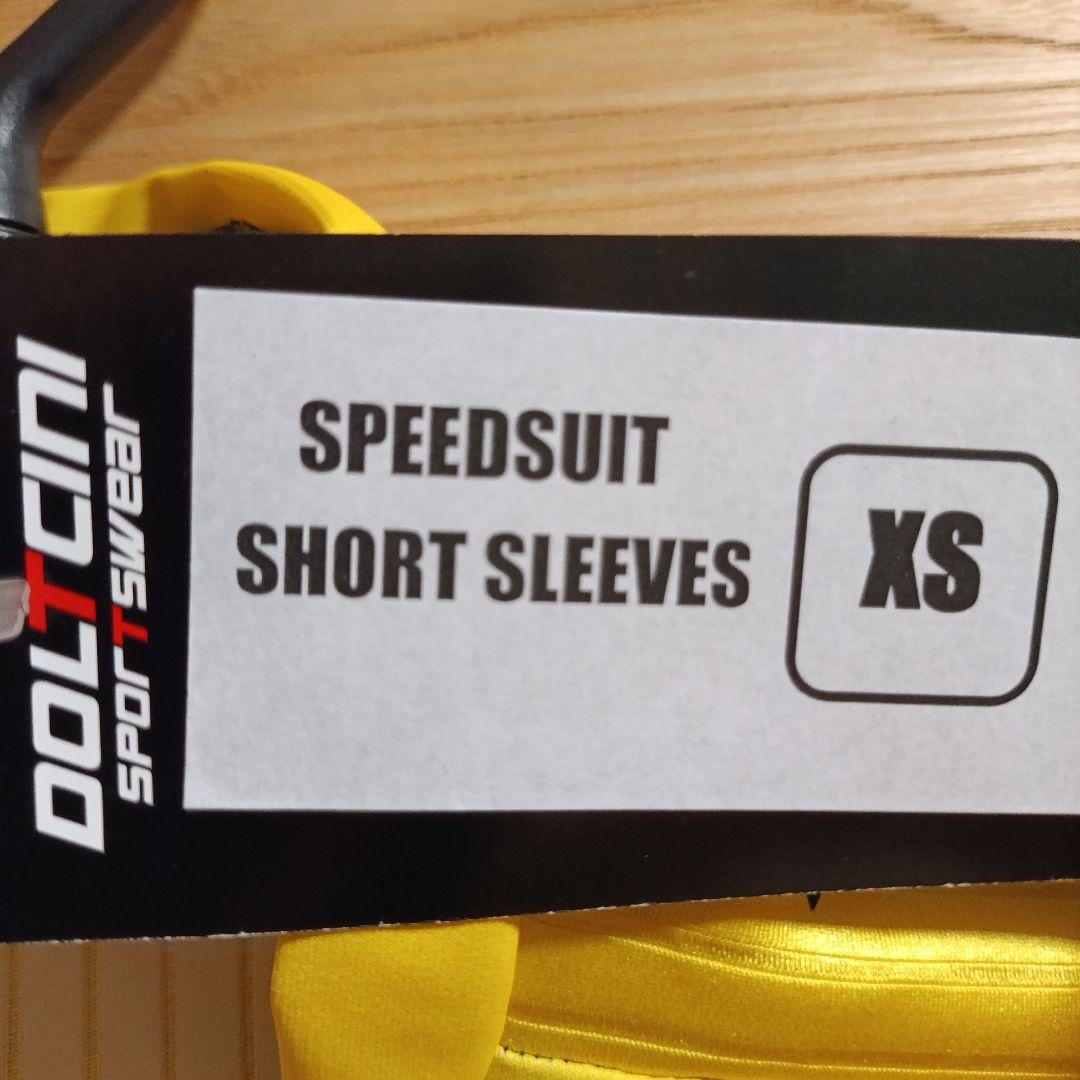 DOLTCINI
sportswear
SPEEDSUIT
SHORT SLEEVES
XS